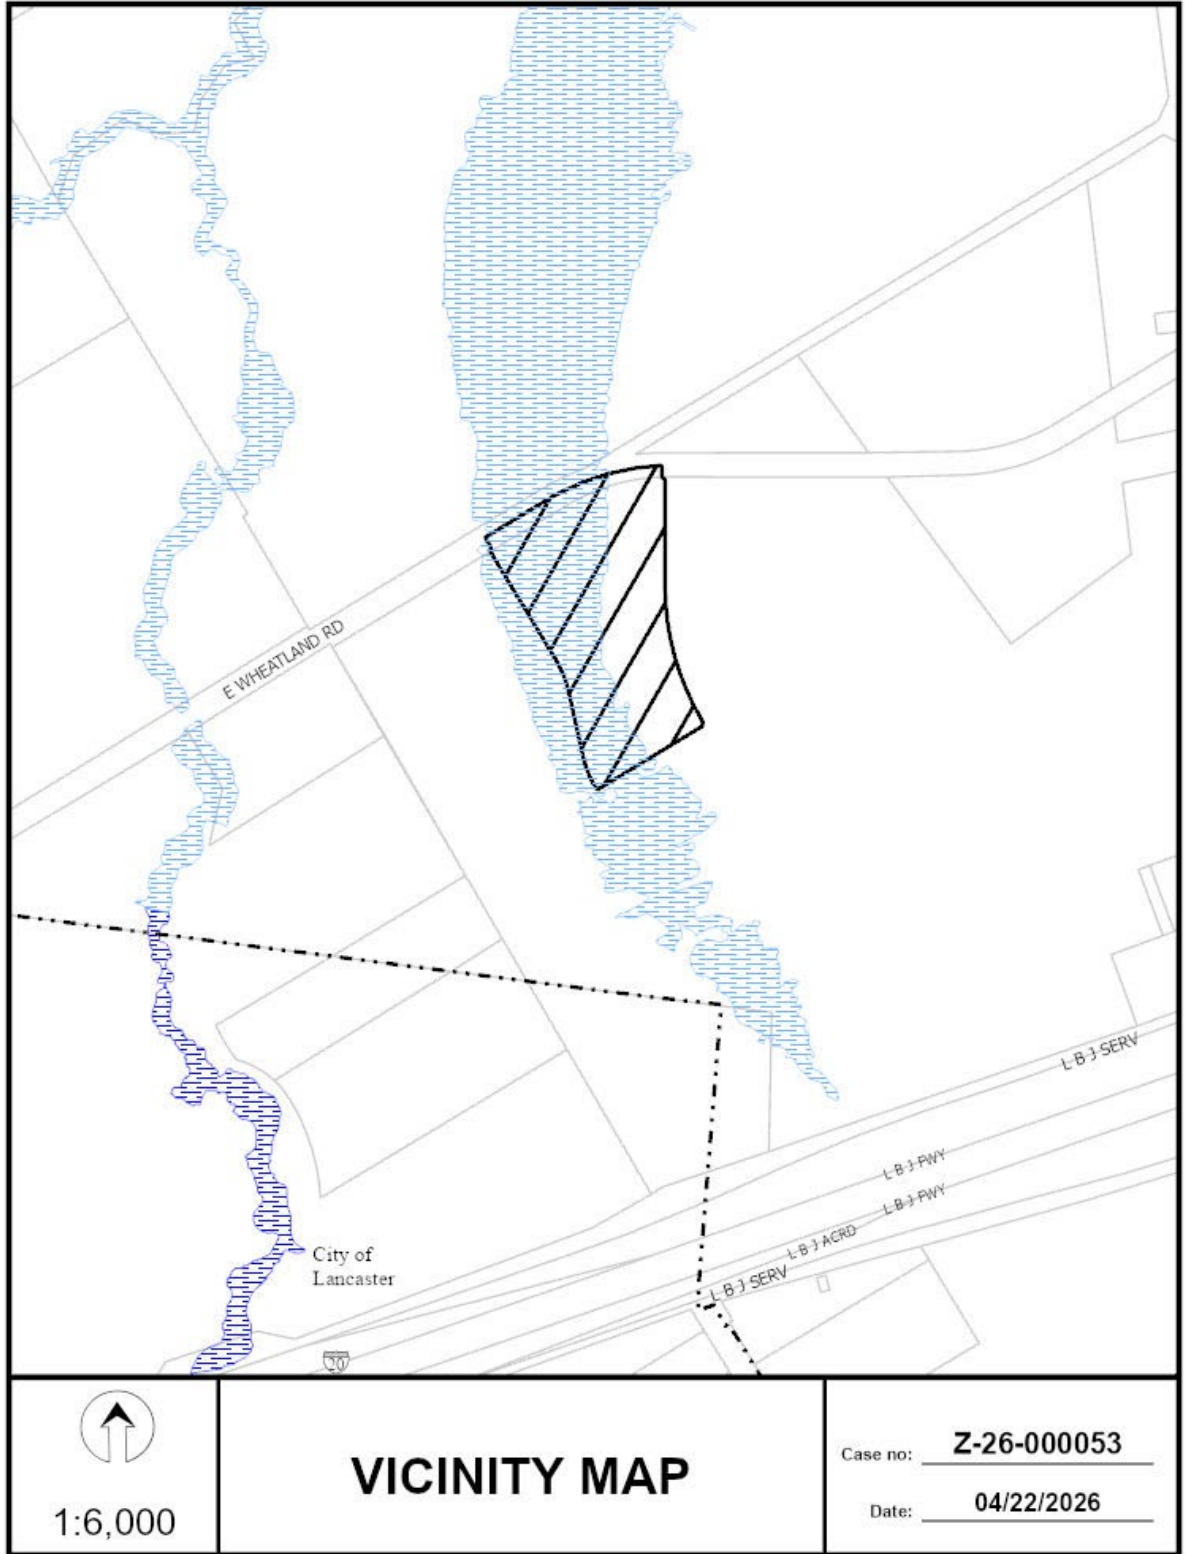 E WHEATLAND RD
L B J SERV
L B J FWY
L B J FWY
L B J ACRD
L B J SERV
City of
Lancaster
20
1:6,000
VICINITY MAP
Case no: Z-26-000053
Date: 04/22/2026